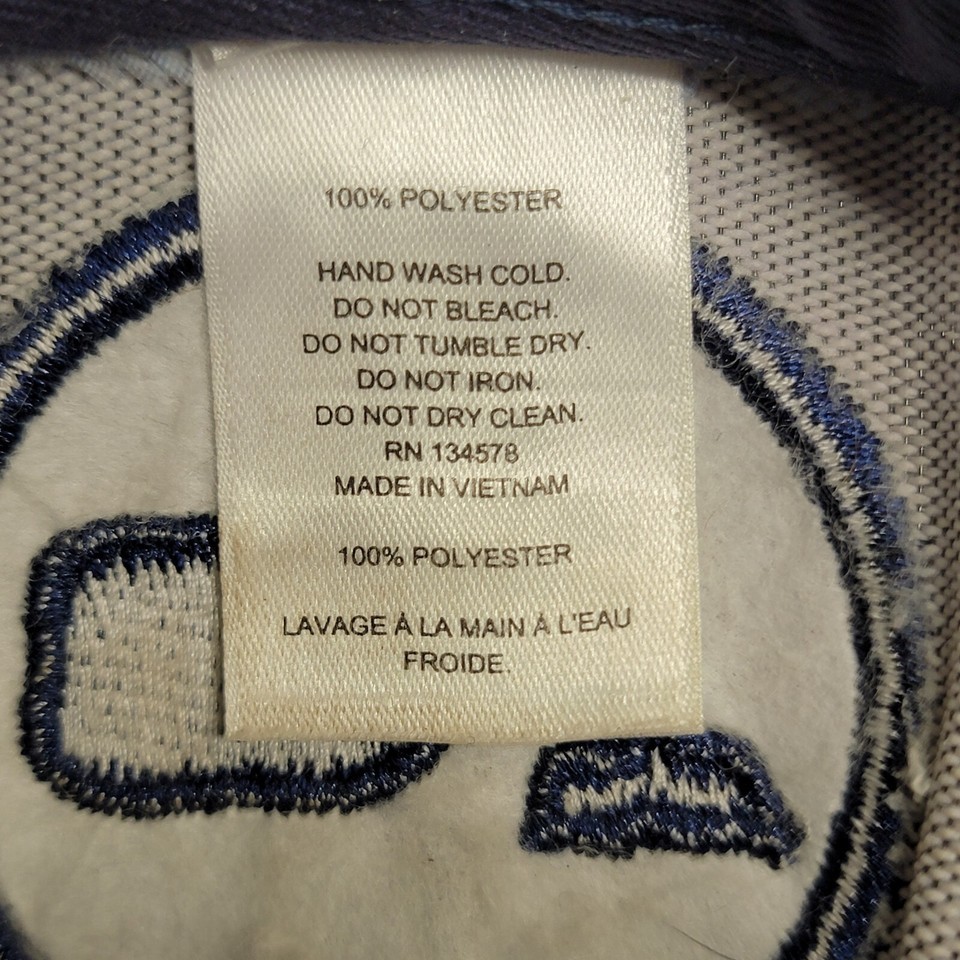 100% POLYESTER
HAND WASH COLD.
DO NOT BLEACH.
DO NOT TUMBLE DRY.
DO NOT IRON.
DO NOT DRY CLEAN.
RN 134578
MADE IN VIETNAM
100% POLYESTER
LAVAGE À LA MAIN À L'EAU
FROIDE.